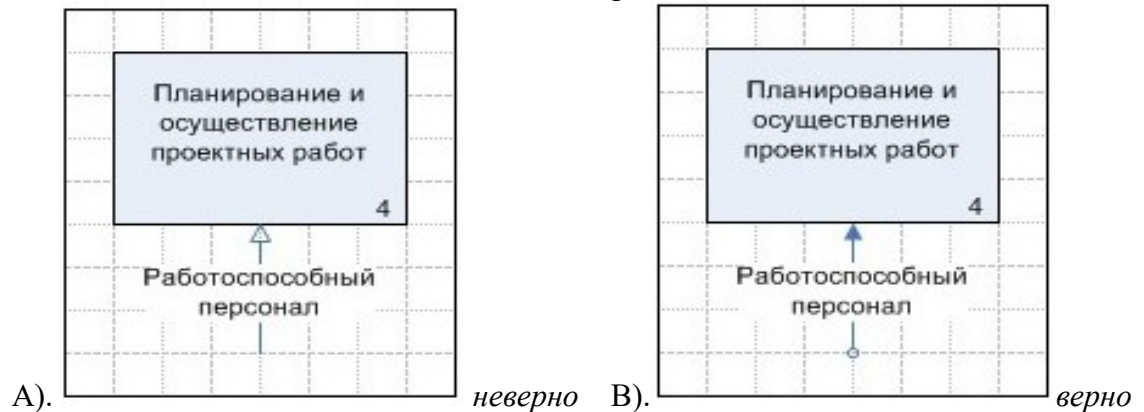 Планирование и
осуществление
проектных работ
4
Работоспособный
персонал
А).
неверно
Планирование и
осуществление
проектных работ
4
Работоспособный
персонал
В).
верно